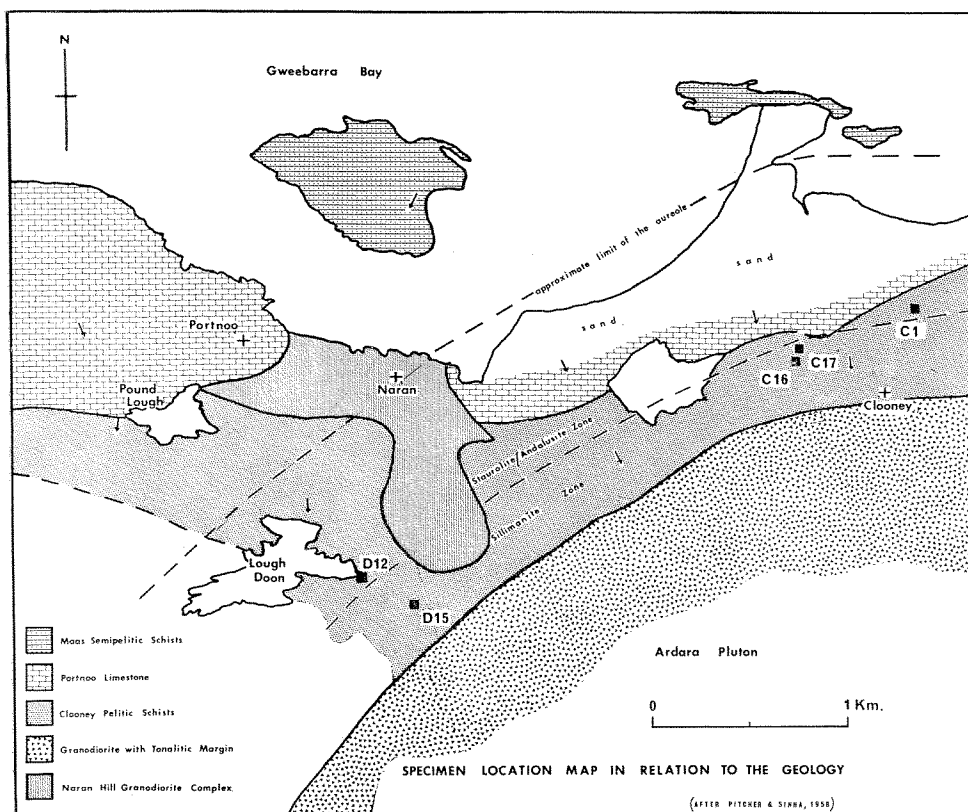 N
Gweebarra Bay
approximate limit of the aureole
sand
sand
Portnoo
Pound
Lough
Naran
C1
C17
C16
Clooney
Staurolite/Andalusite Zone
Sillimanite Zone
Lough
Doon
D12
D15
Maas Semipelitic Schists
Portnoo Limestone
Clooney Pelitic Schists
Granodiorite with Tonalitic Margin
Naran Hill Granodiorite Complex.
Ardara Pluton
0 1 Km.
SPECIMEN LOCATION MAP IN RELATION TO THE GEOLOGY
(AFTER PITCHER & SINHA, 1958)